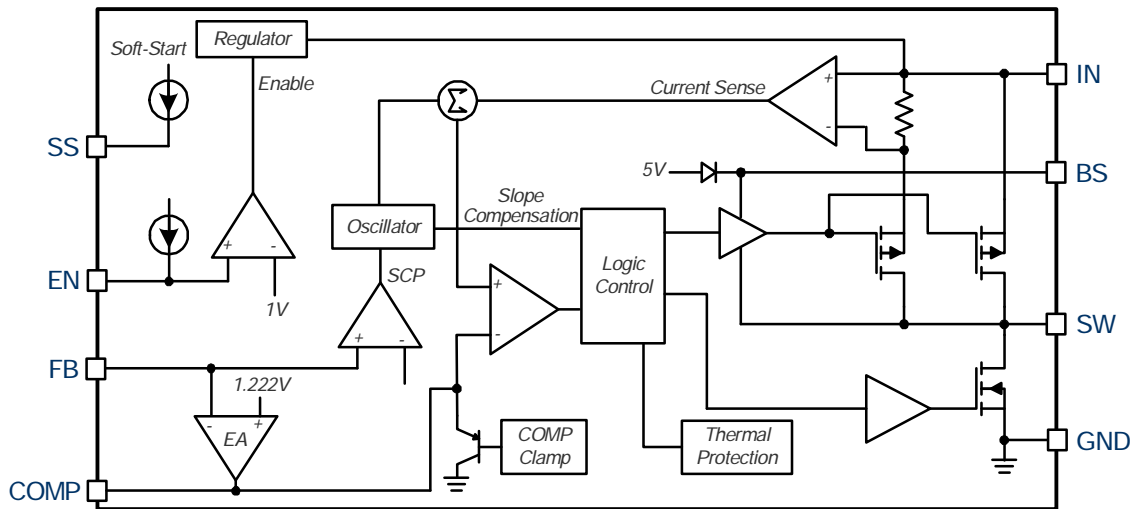 Regulator
Soft-Start
Enable
SS
EN
+
-
1V
FB
1.222V
-
+
EA
COMP
Σ
Current Sense
+
-
IN
5V
BS
Oscillator
Slope
Compensation
SCP
+
-
+
-
Logic
Control
SW
COMP
Clamp
Thermal
Protection
GND